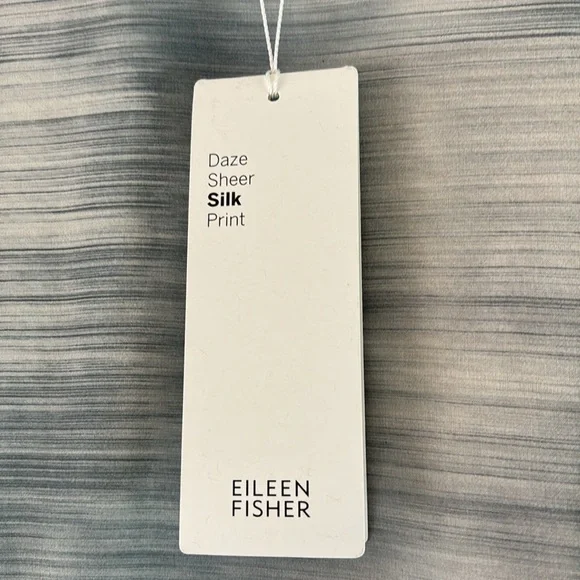 Daze
Sheer
Silk
Print
EILEEN
FISHER